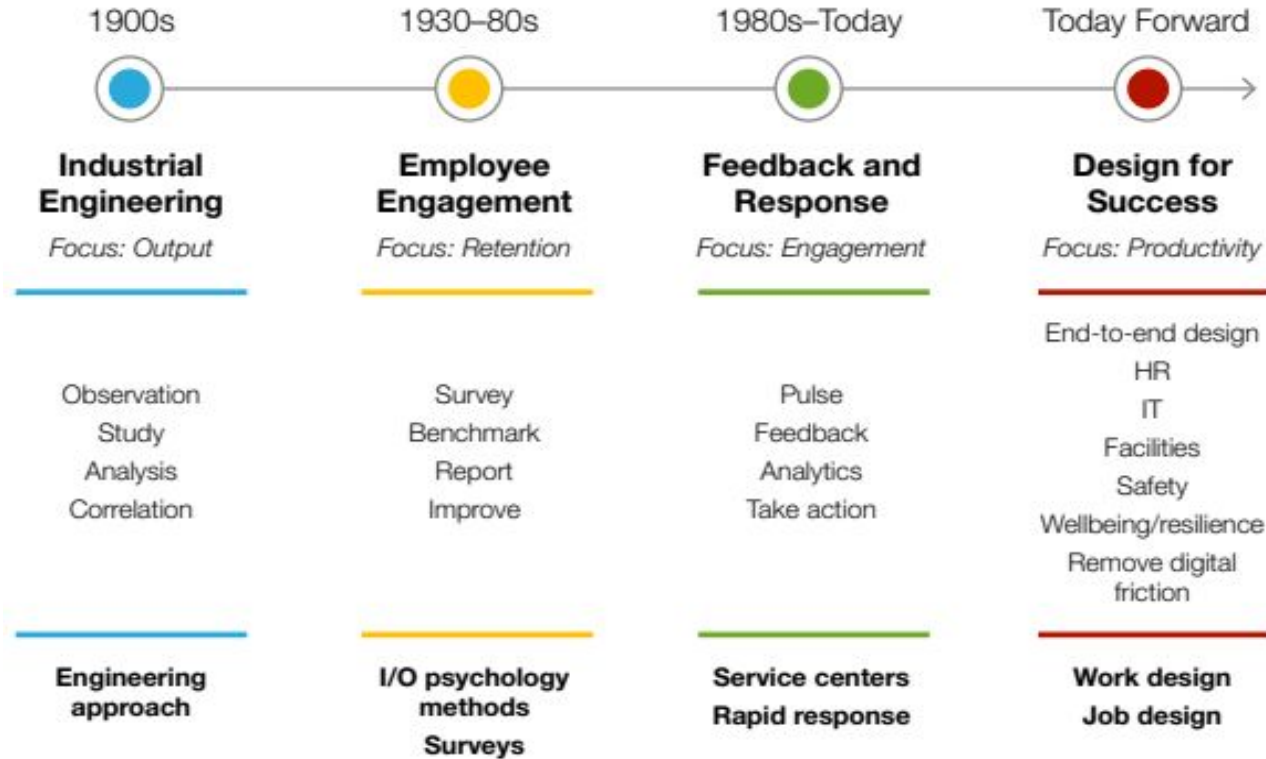 1900s
1930–80s
1980s–Today
Today Forward
Industrial
Engineering
Focus: Output
Employee
Engagement
Focus: Retention
Feedback and
Response
Focus: Engagement
Design for
Success
Focus: Productivity
Observation
Study
Analysis
Correlation
Survey
Benchmark
Report
Improve
Pulse
Feedback
Analytics
Take action
End-to-end design
HR
IT
Facilities
Safety
Wellbeing/resilience
Remove digital
friction
Engineering
approach
I/O psychology
methods
Surveys
Service centers
Rapid response
Work design
Job design